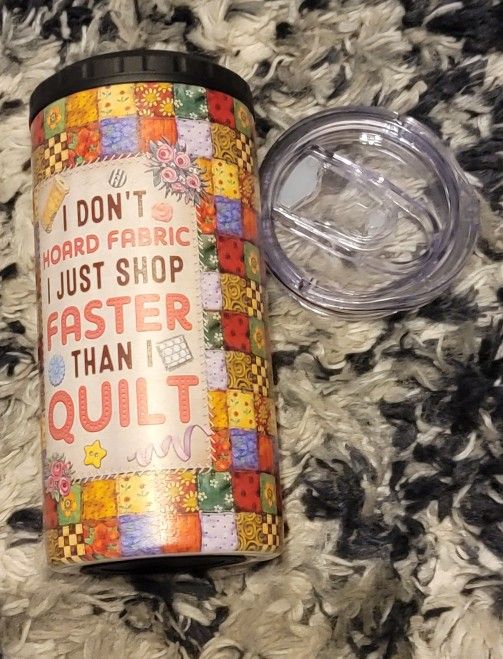 I DON'T
HOARD FABRIC
I JUST SHOP
FASTER
THAN I
QUILT